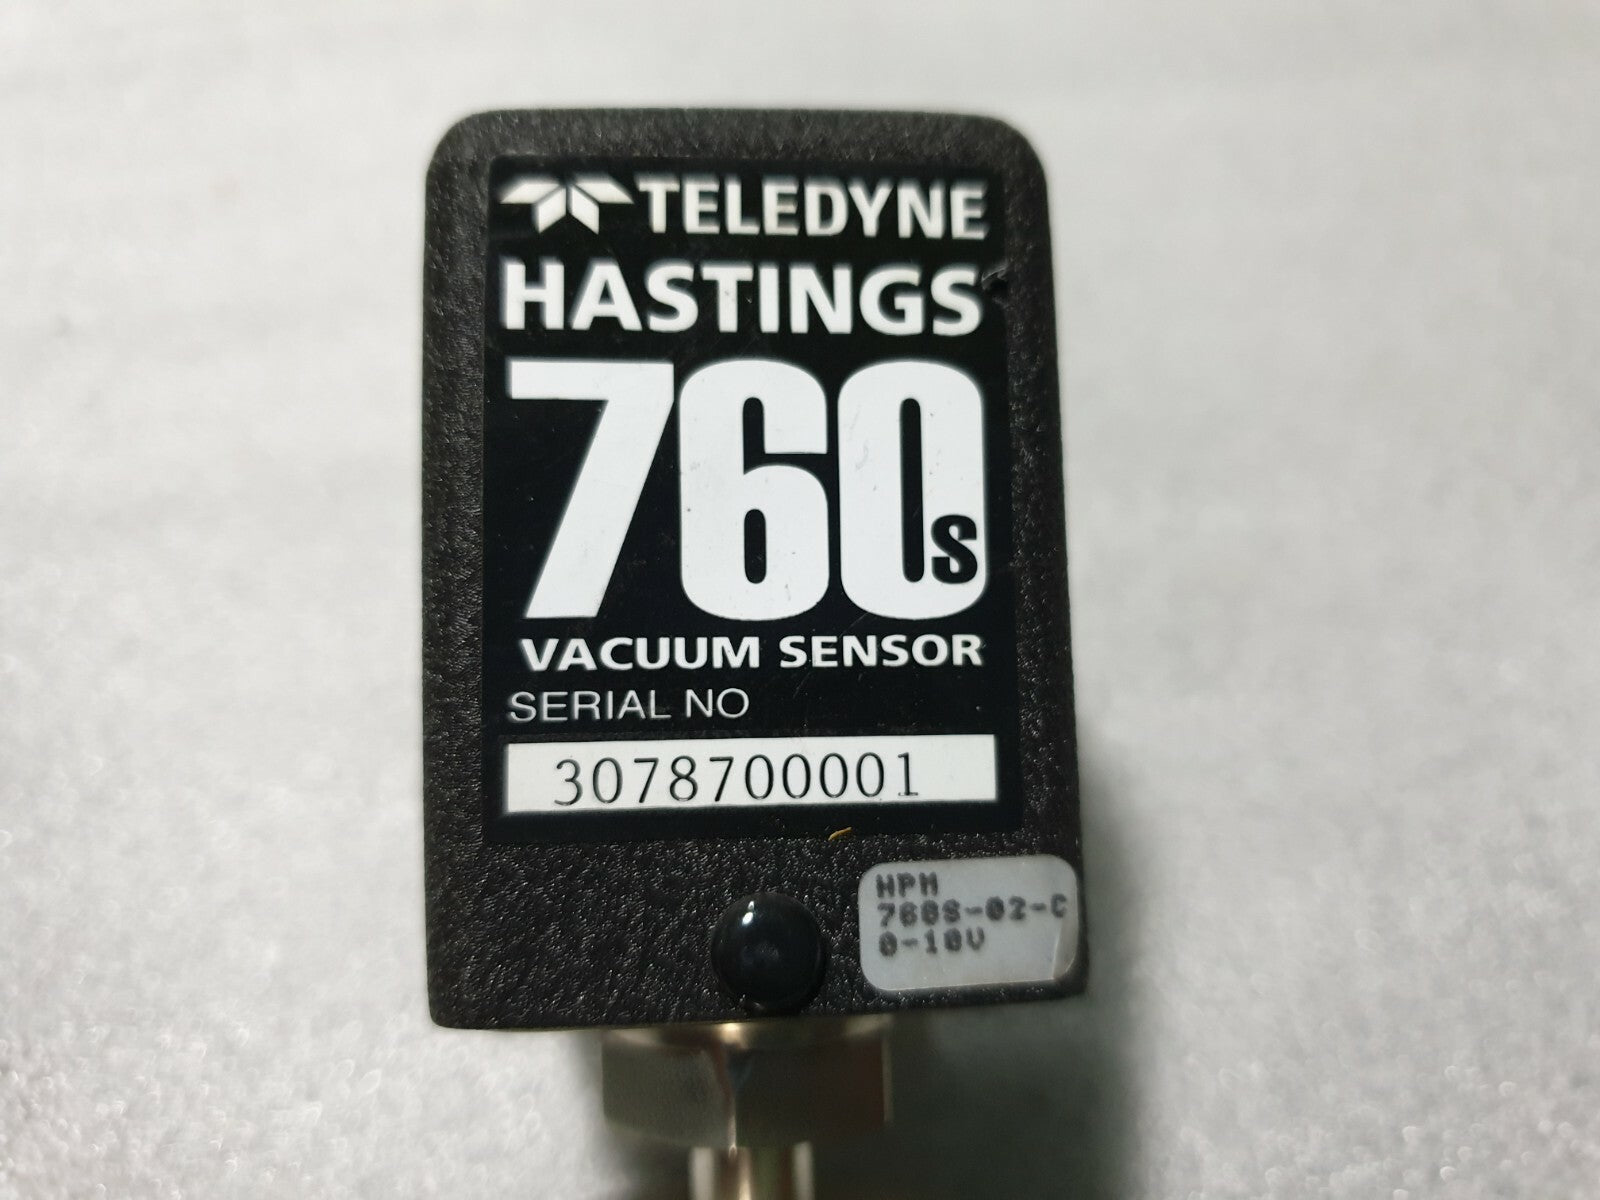 TELEDYNE
HASTINGS
760s
VACUUM SENSOR
SERIAL NO
3078700001
HPM
760S-02-C
0-10V